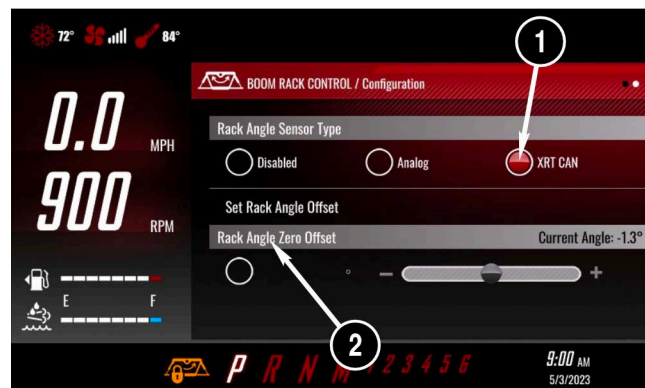 72° 84°
1
BOOM RACK CONTROL / Configuration
0.0 MPH
Rack Angle Sensor Type
Disabled Analog XRT CAN
900 RPM
Set Rack Angle Offset
Rack Angle Zero Offset Current Angle: -1.3°
° − +
E F
2
P R N M 1 2 3 4 5 6
9:00 AM
5/3/2023